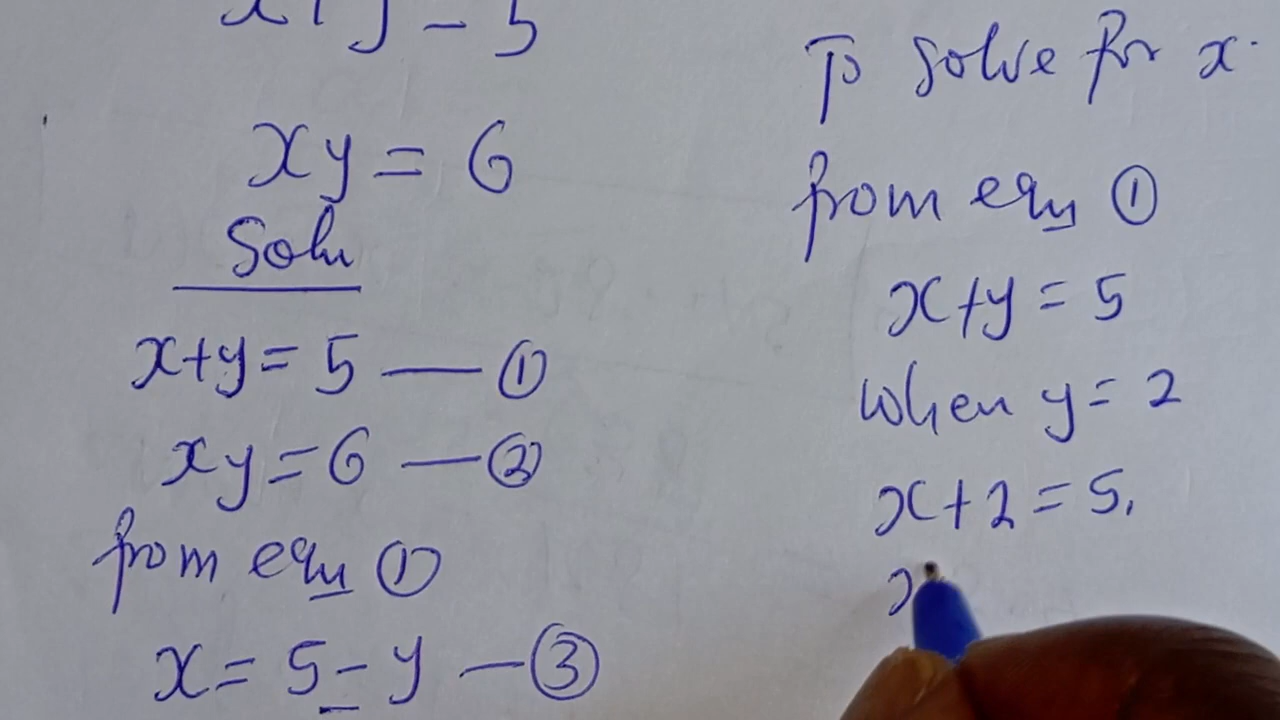 x+y = 5
xy = 6
Soln
x+y = 5 — ①
xy = 6 — ②
from eqn ①
x = 5 - y — ③
To solve for x.
from eqn ①
x+y = 5
When y = 2
x+2 = 5.
x